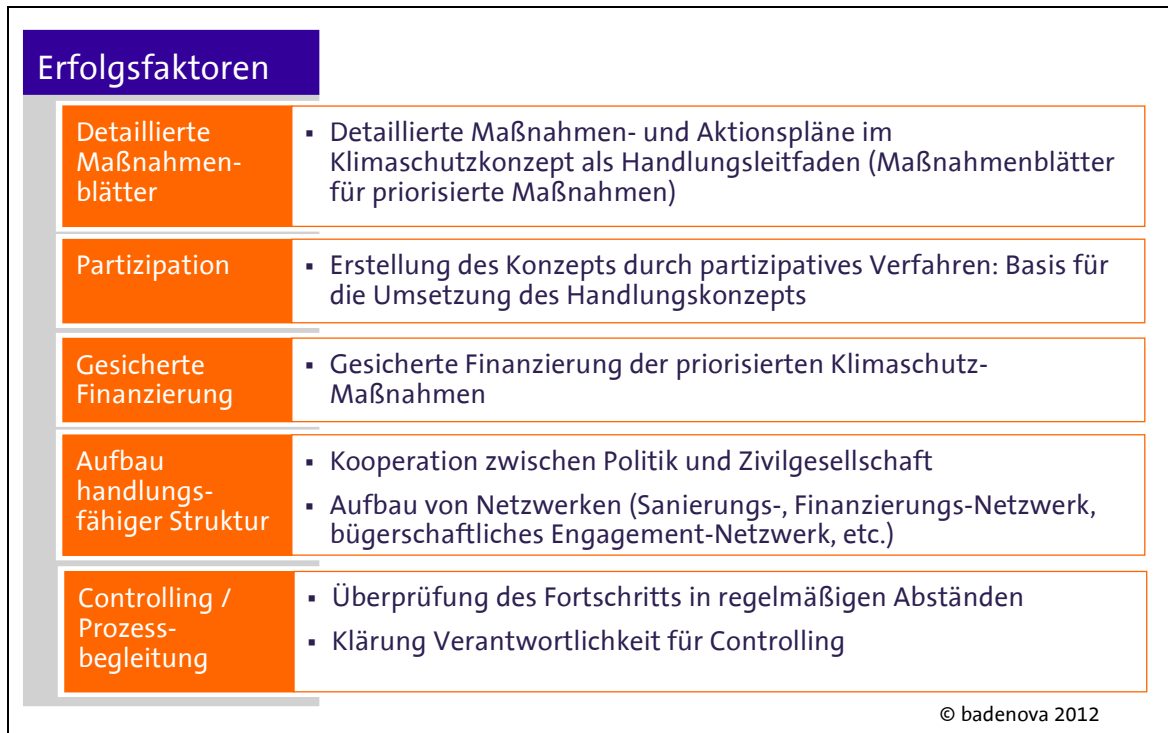 Erfolgsfaktoren
Detaillierte
Maßnahmen-
blätter
▪ Detaillierte Maßnahmen- und Aktionspläne im
Klimaschutzkonzept als Handlungsleitfaden (Maßnahmenblätter
für priorisierte Maßnahmen)
Partizipation
▪ Erstellung des Konzepts durch partizipatives Verfahren: Basis für
die Umsetzung des Handlungskonzepts
Gesicherte
Finanzierung
▪ Gesicherte Finanzierung der priorisierten Klimaschutz-
Maßnahmen
Aufbau
handlungs-
fähiger Struktur
▪ Kooperation zwischen Politik und Zivilgesellschaft
▪ Aufbau von Netzwerken (Sanierungs-, Finanzierungs-Netzwerk,
bügerschaftliches Engagement-Netzwerk, etc.)
Controlling /
Prozess-
begleitung
▪ Überprüfung des Fortschritts in regelmäßigen Abständen
▪ Klärung Verantwortlichkeit für Controlling
© badenova 2012